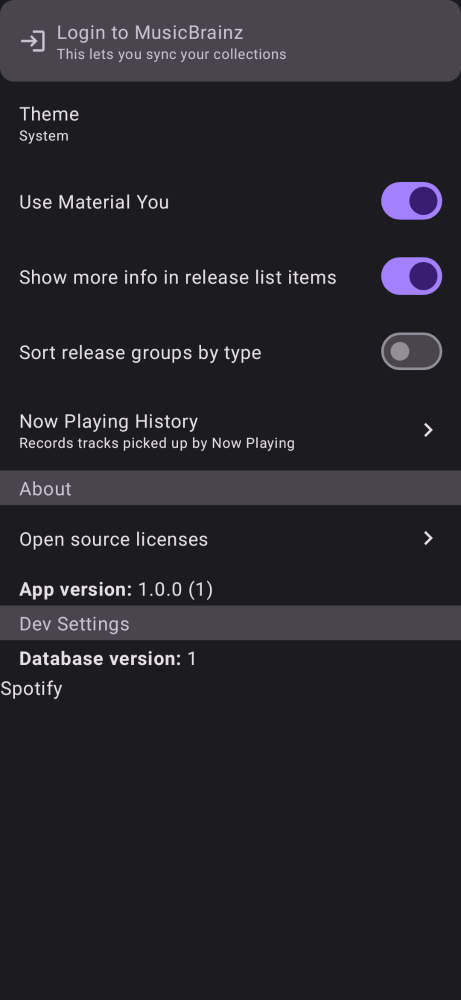 Login to MusicBrainz
This lets you sync your collections
Theme
System
Use Material You
Show more info in release list items
Sort release groups by type
Now Playing History
Records tracks picked up by Now Playing
About
Open source licenses
App version: 1.0.0 (1)
Dev Settings
Database version: 1
Spotify